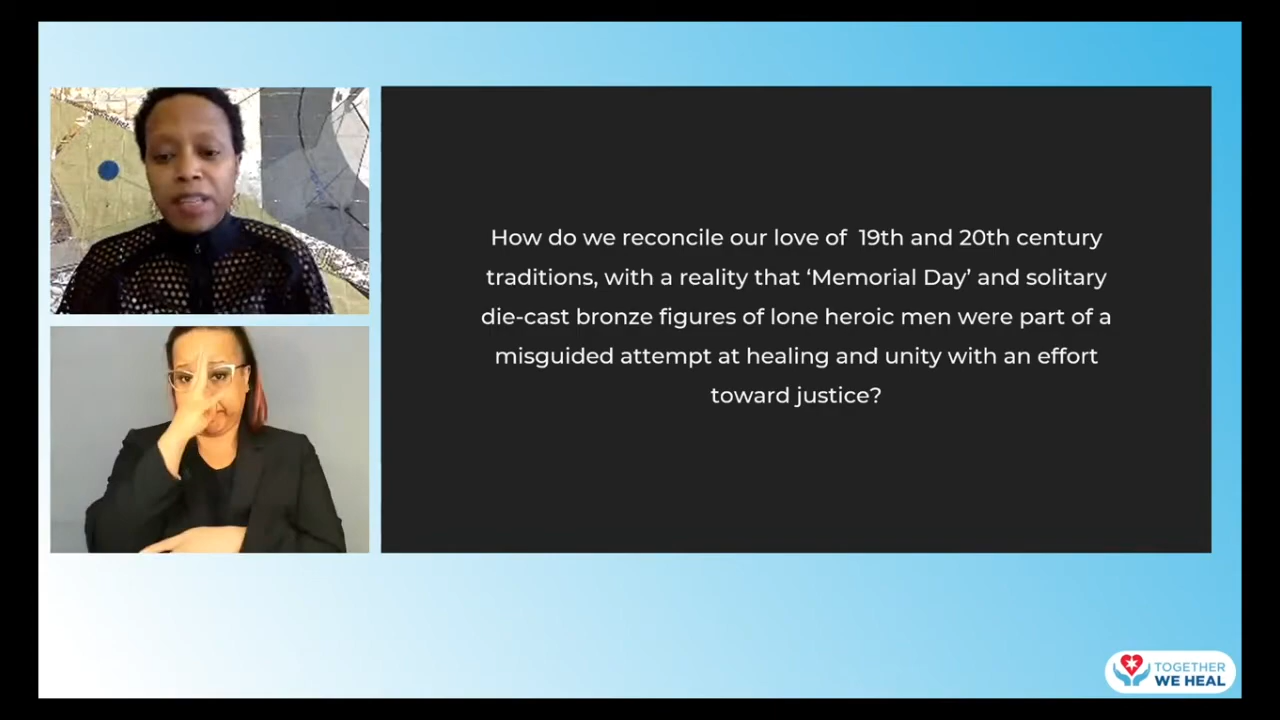 How do we reconcile our love of  19th and 20th century
traditions, with a reality that ‘Memorial Day’ and solitary
die-cast bronze figures of lone heroic men were part of a
misguided attempt at healing and unity with an effort
toward justice?
TOGETHER
WE HEAL